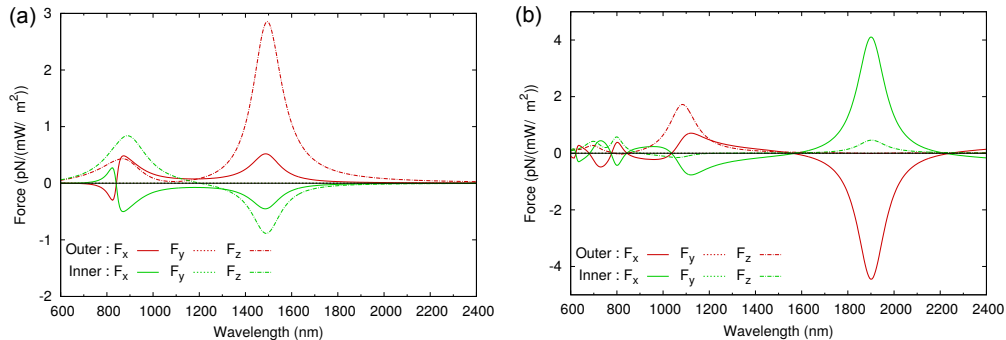 (a)
3
2
1
0
-1
-2
Force (pN/(mW/ m²))
Outer : Fx Fy Fz
Inner : Fx Fy Fz
600 800 1000 1200 1400 1600 1800 2000 2200 2400
Wavelength (nm)
(b)
4
2
0
-2
-4
Force (pN/(mW/ m²))
Outer : Fx Fy Fz
Inner : Fx Fy Fz
600 800 1000 1200 1400 1600 1800 2000 2200 2400
Wavelength (nm)